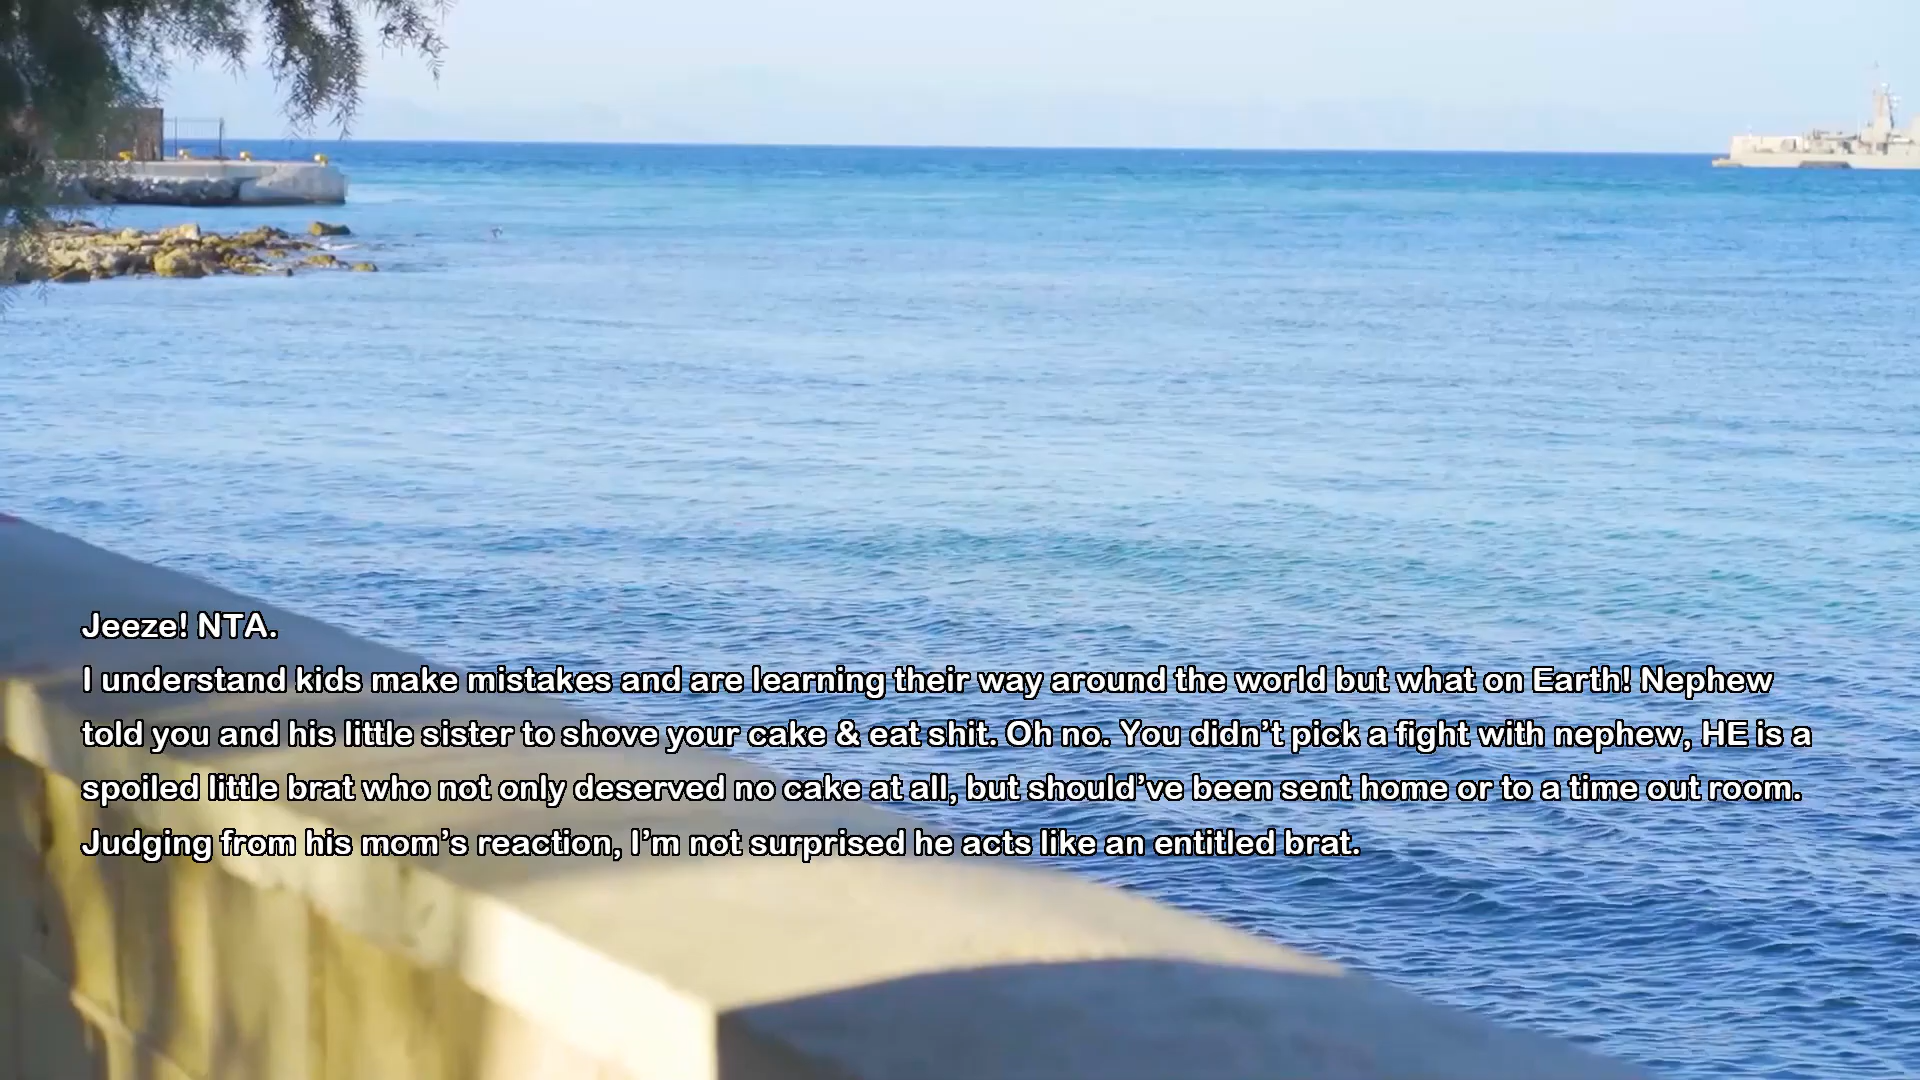 Jeeze! NTA.
I understand kids make mistakes and are learning their way around the world but what on Earth! Nephew
told you and his little sister to shove your cake & eat shit. Oh no. You didn’t pick a fight with nephew, HE is a
spoiled little brat who not only deserved no cake at all, but should’ve been sent home or to a time out room.
Judging from his mom’s reaction, I’m not surprised he acts like an entitled brat.